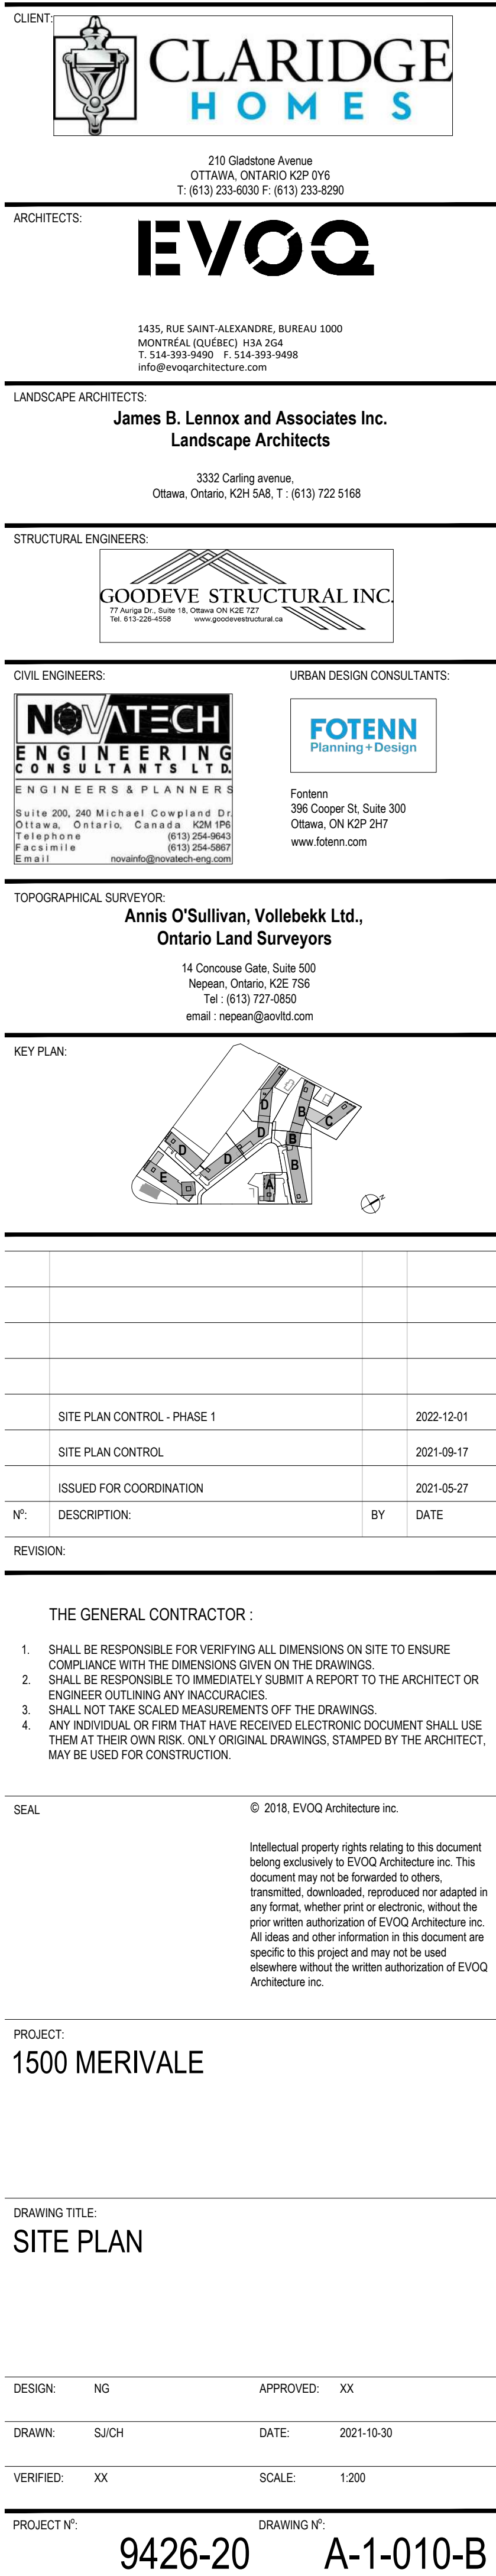 CLIENT:
CLARIDGE
HOMES
210 Gladstone Avenue
OTTAWA, ONTARIO K2P 0Y6
T: (613) 233-6030 F: (613) 233-8290
ARCHITECTS:
EVOQ
1435, RUE SAINT-ALEXANDRE, BUREAU 1000
MONTRÉAL (QUÉBEC) H3A 2G4
T. 514-393-9490 F. 514-393-9498
info@evoqarchitecture.com
LANDSCAPE ARCHITECTS:
James B. Lennox and Associates Inc.
Landscape Architects
3332 Carling avenue,
Ottawa, Ontario, K2H 5A8, T : (613) 722 5168
STRUCTURAL ENGINEERS:
GOODEVE STRUCTURAL INC.
77 Auriga Dr., Suite 18, Ottawa ON K2E 7Z7
Tel. 613-226-4558 www.goodevestructural.ca
CIVIL ENGINEERS:
NOVATECH
ENGINEERING
CONSULTANTS LTD.
ENGINEERS & PLANNERS
Suite 200, 240 Michael Cowpland Dr.
Ottawa, Ontario, Canada K2M 1P6
Telephone (613) 254-9643
Facsimile (613) 254-5867
Email novainfo@novatech-eng.com
URBAN DESIGN CONSULTANTS:
FOTENN
Planning + Design
Fontenn
396 Cooper St, Suite 300
Ottawa, ON K2P 2H7
www.fotenn.com
TOPOGRAPHICAL SURVEYOR:
Annis O'Sullivan, Vollebekk Ltd.,
Ontario Land Surveyors
14 Concouse Gate, Suite 500
Nepean, Ontario, K2E 7S6
Tel : (613) 727-0850
email : nepean@aovltd.com
KEY PLAN:
D
B
C
D
B
D
D
B
E
A
N
SITE PLAN CONTROL - PHASE 1 2022-12-01
SITE PLAN CONTROL 2021-09-17
ISSUED FOR COORDINATION 2021-05-27
Nº: DESCRIPTION: BY DATE
REVISION:
THE GENERAL CONTRACTOR :
1. SHALL BE RESPONSIBLE FOR VERIFYING ALL DIMENSIONS ON SITE TO ENSURE
COMPLIANCE WITH THE DIMENSIONS GIVEN ON THE DRAWINGS.
2. SHALL BE RESPONSIBLE TO IMMEDIATELY SUBMIT A REPORT TO THE ARCHITECT OR
ENGINEER OUTLINING ANY INACCURACIES.
3. SHALL NOT TAKE SCALED MEASUREMENTS OFF THE DRAWINGS.
4. ANY INDIVIDUAL OR FIRM THAT HAVE RECEIVED ELECTRONIC DOCUMENT SHALL USE
THEM AT THEIR OWN RISK. ONLY ORIGINAL DRAWINGS, STAMPED BY THE ARCHITECT,
MAY BE USED FOR CONSTRUCTION.
SEAL
© 2018, EVOQ Architecture inc.
Intellectual property rights relating to this document
belong exclusively to EVOQ Architecture inc. This
document may not be forwarded to others,
transmitted, downloaded, reproduced nor adapted in
any format, whether print or electronic, without the
prior written authorization of EVOQ Architecture inc.
All ideas and other information in this document are
specific to this project and may not be used
elsewhere without the written authorization of EVOQ
Architecture inc.
PROJECT:
1500 MERIVALE
DRAWING TITLE:
SITE PLAN
DESIGN: NG APPROVED: XX
DRAWN: SJ/CH DATE: 2021-10-30
VERIFIED: XX SCALE: 1:200
PROJECT Nº: DRAWING Nº:
9426-20 A-1-010-B